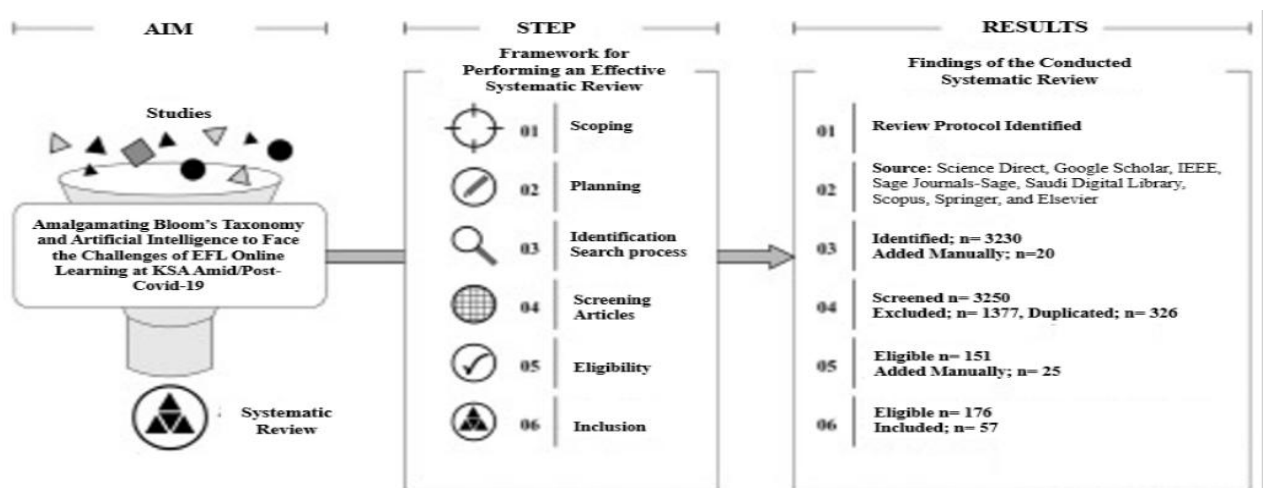 AIM
Studies
Amalgamating Bloom's Taxonomy
and Artificial Intelligence to Face
the Challenges of EFL Online
Learning at KSA Amid/Post-
Covid-19
Systematic
Review
STEP
Framework for
Performing an Effective
Systematic Review
01 Scoping
02 Planning
03 Identification
Search process
04 Screening
Articles
05 Eligibility
06 Inclusion
RESULTS
Findings of the Conducted
Systematic Review
01 Review Protocol Identified
02 Source: Science Direct, Google Scholar, IEEE,
Sage Journals-Sage, Saudi Digital Library,
Scopus, Springer, and Elsevier
03 Identified; n= 3230
Added Manually; n=20
04 Screened n= 3250
Excluded; n= 1377, Duplicated; n= 326
05 Eligible n= 151
Added Manually; n= 25
06 Eligible n= 176
Included; n= 57